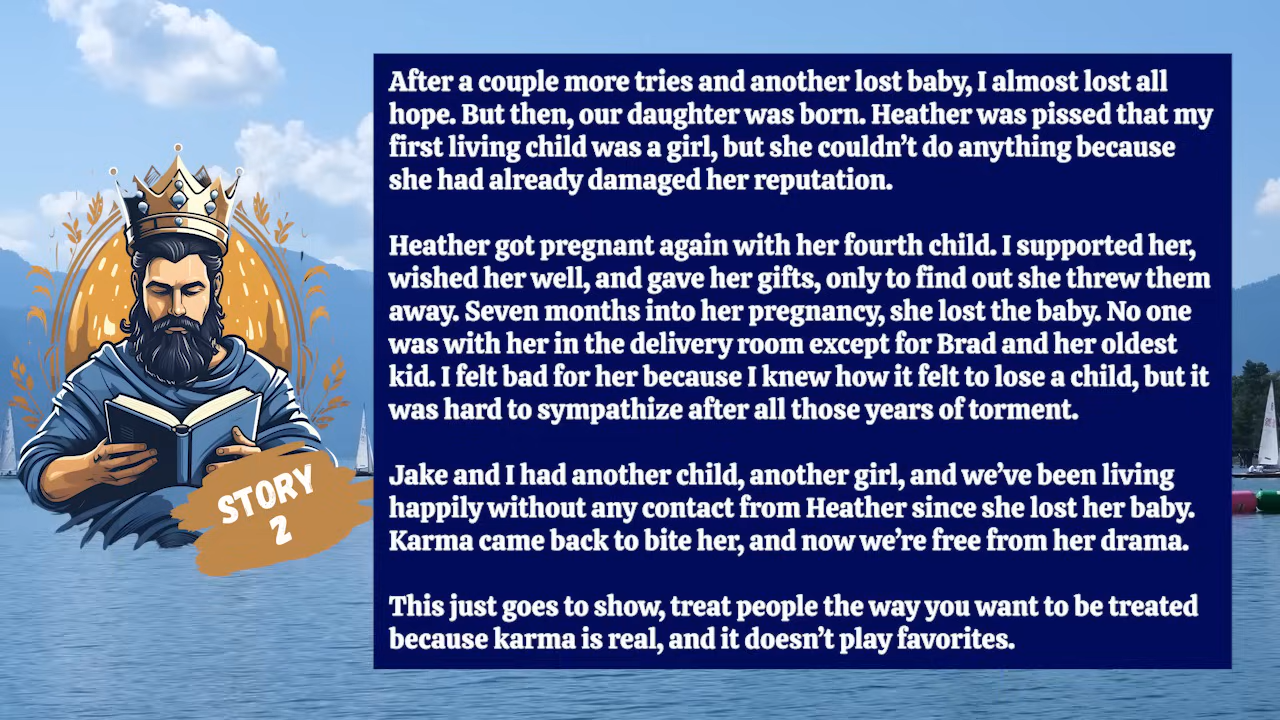 After a couple more tries and another lost baby, I almost lost all
hope. But then, our daughter was born. Heather was pissed that my
first living child was a girl, but she couldn’t do anything because
she had already damaged her reputation.
Heather got pregnant again with her fourth child. I supported her,
wished her well, and gave her gifts, only to find out she threw them
away. Seven months into her pregnancy, she lost the baby. No one
was with her in the delivery room except for Brad and her oldest
kid. I felt bad for her because I knew how it felt to lose a child, but it
was hard to sympathize after all those years of torment.
Jake and I had another child, another girl, and we’ve been living
happily without any contact from Heather since she lost her baby.
Karma came back to bite her, and now we’re free from her drama.
This just goes to show, treat people the way you want to be treated
because karma is real, and it doesn’t play favorites.
STORY
2